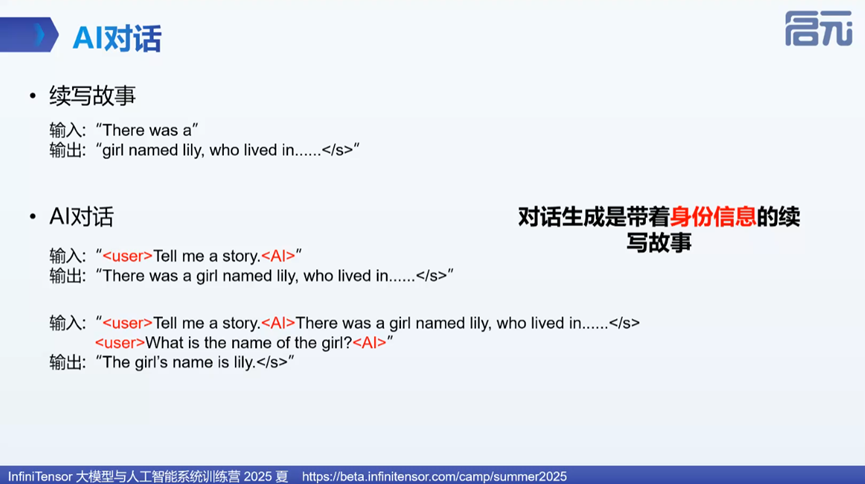 AI对话
启元
• 续写故事
输入: “There was a”
输出: “girl named lily, who lived in......</s>”
• AI对话
对话生成是带着身份信息的续
写故事
输入: “<user>Tell me a story.<AI>”
输出: “There was a girl named lily, who lived in......</s>”
输入: “<user>Tell me a story.<AI>There was a girl named lily, who lived in......</s>
<user>What is the name of the girl?<AI>”
输出: “The girl’s name is lily.</s>”
InfiniTensor 大模型与人工智能系统训练营 2025 夏 https://beta.infinitensor.com/camp/summer2025